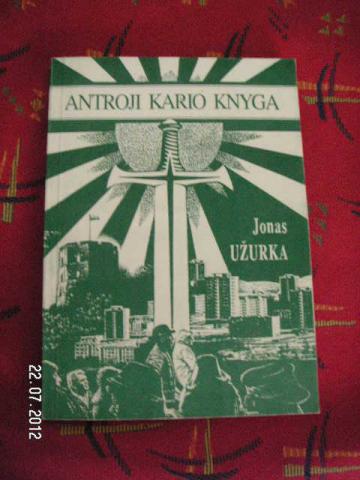 ANTROJI KARIO KNYGA
Jonas
UŽURKA
22.07.2012